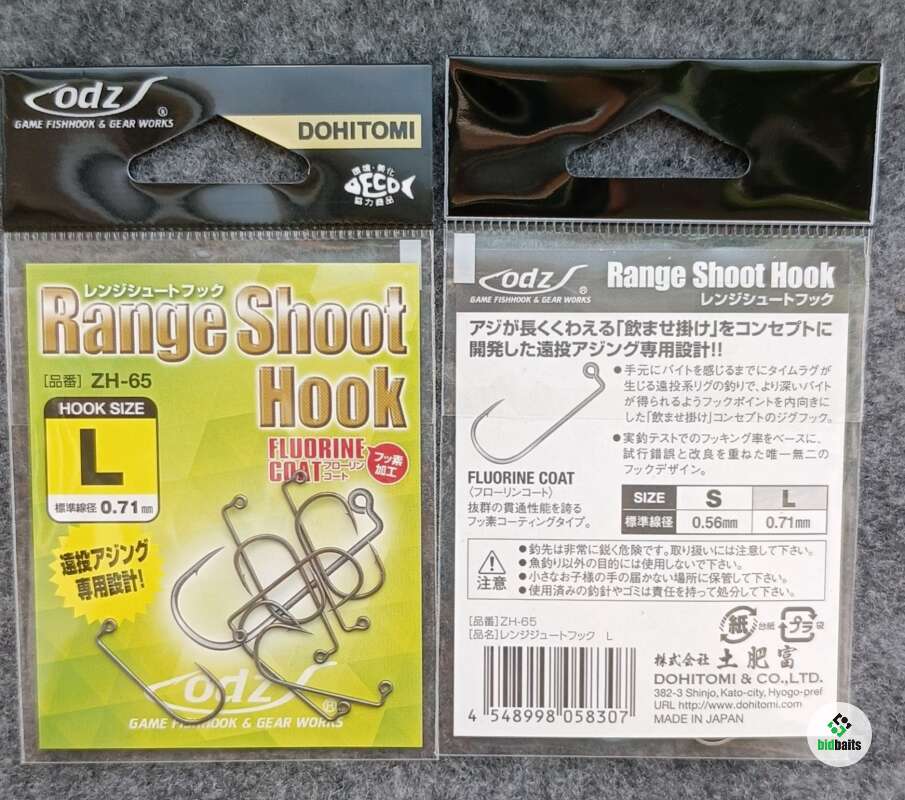 odz
®
GAME FISHHOOK & GEAR WORKS
DOHITOMI
環境・美化
ECO
協力商品
レンジシュートフック
Range Shoot
Hook
[品番] ZH-65
HOOK SIZE
L
標準線径 0.71mm
FLUORINE
COAT フローリンコート
フッ素加工
遠投アジング
専用設計!
odz
®
GAME FISHHOOK & GEAR WORKS
odz
GAME FISHHOOK & GEAR WORKS
Range Shoot Hook
レンジシュートフック
アジが長くくわえる「飲ませ掛け」をコンセプトに
開発した遠投アジング専用設計!!
●手元にバイトを感じるまでにタイムラグが
生じる遠投系リグの釣りで、より深いバイト
が得られるようフックポイントを内向きに
した「飲ませ掛け」コンセプトのジグフック。
●実釣テストでのフッキング率をベースに、
試行錯誤と改良を重ねた唯一無二の
フックデザイン。
FLUORINE COAT
〈フローリンコート〉
抜群の貫通性能を誇る
フッ素コーティングタイプ。
SIZE S L
標準線径 0.56mm 0.71mm
注意
●釣先は非常に鋭く危険です。取り扱いには注意して下さい。
●魚釣り以外の目的には使用しないで下さい。
●小さなお子様の手の届かない場所に保管して下さい。
●使用済みの釣針やゴミは責任を持って処分して下さい。
[品番]ZH-65
[品名]レンジジュートフック L
紙 台紙 プラ 袋
4 548998 058307
株式会社 土肥富
DOHITOMI & CO.,LTD.
382-3 Shinjo, Kato-city, Hyogo-pref
URL http://www.dohitomi.com
MADE IN JAPAN
bidbaits